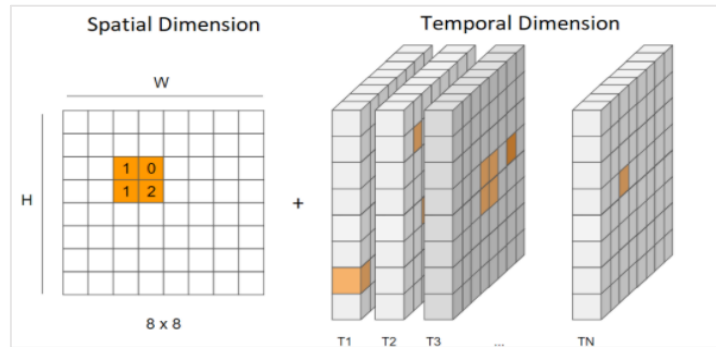 Spatial Dimension
Temporal Dimension
W
H
1 0
1 2
+
8 x 8
T1 T2 T3 ... TN